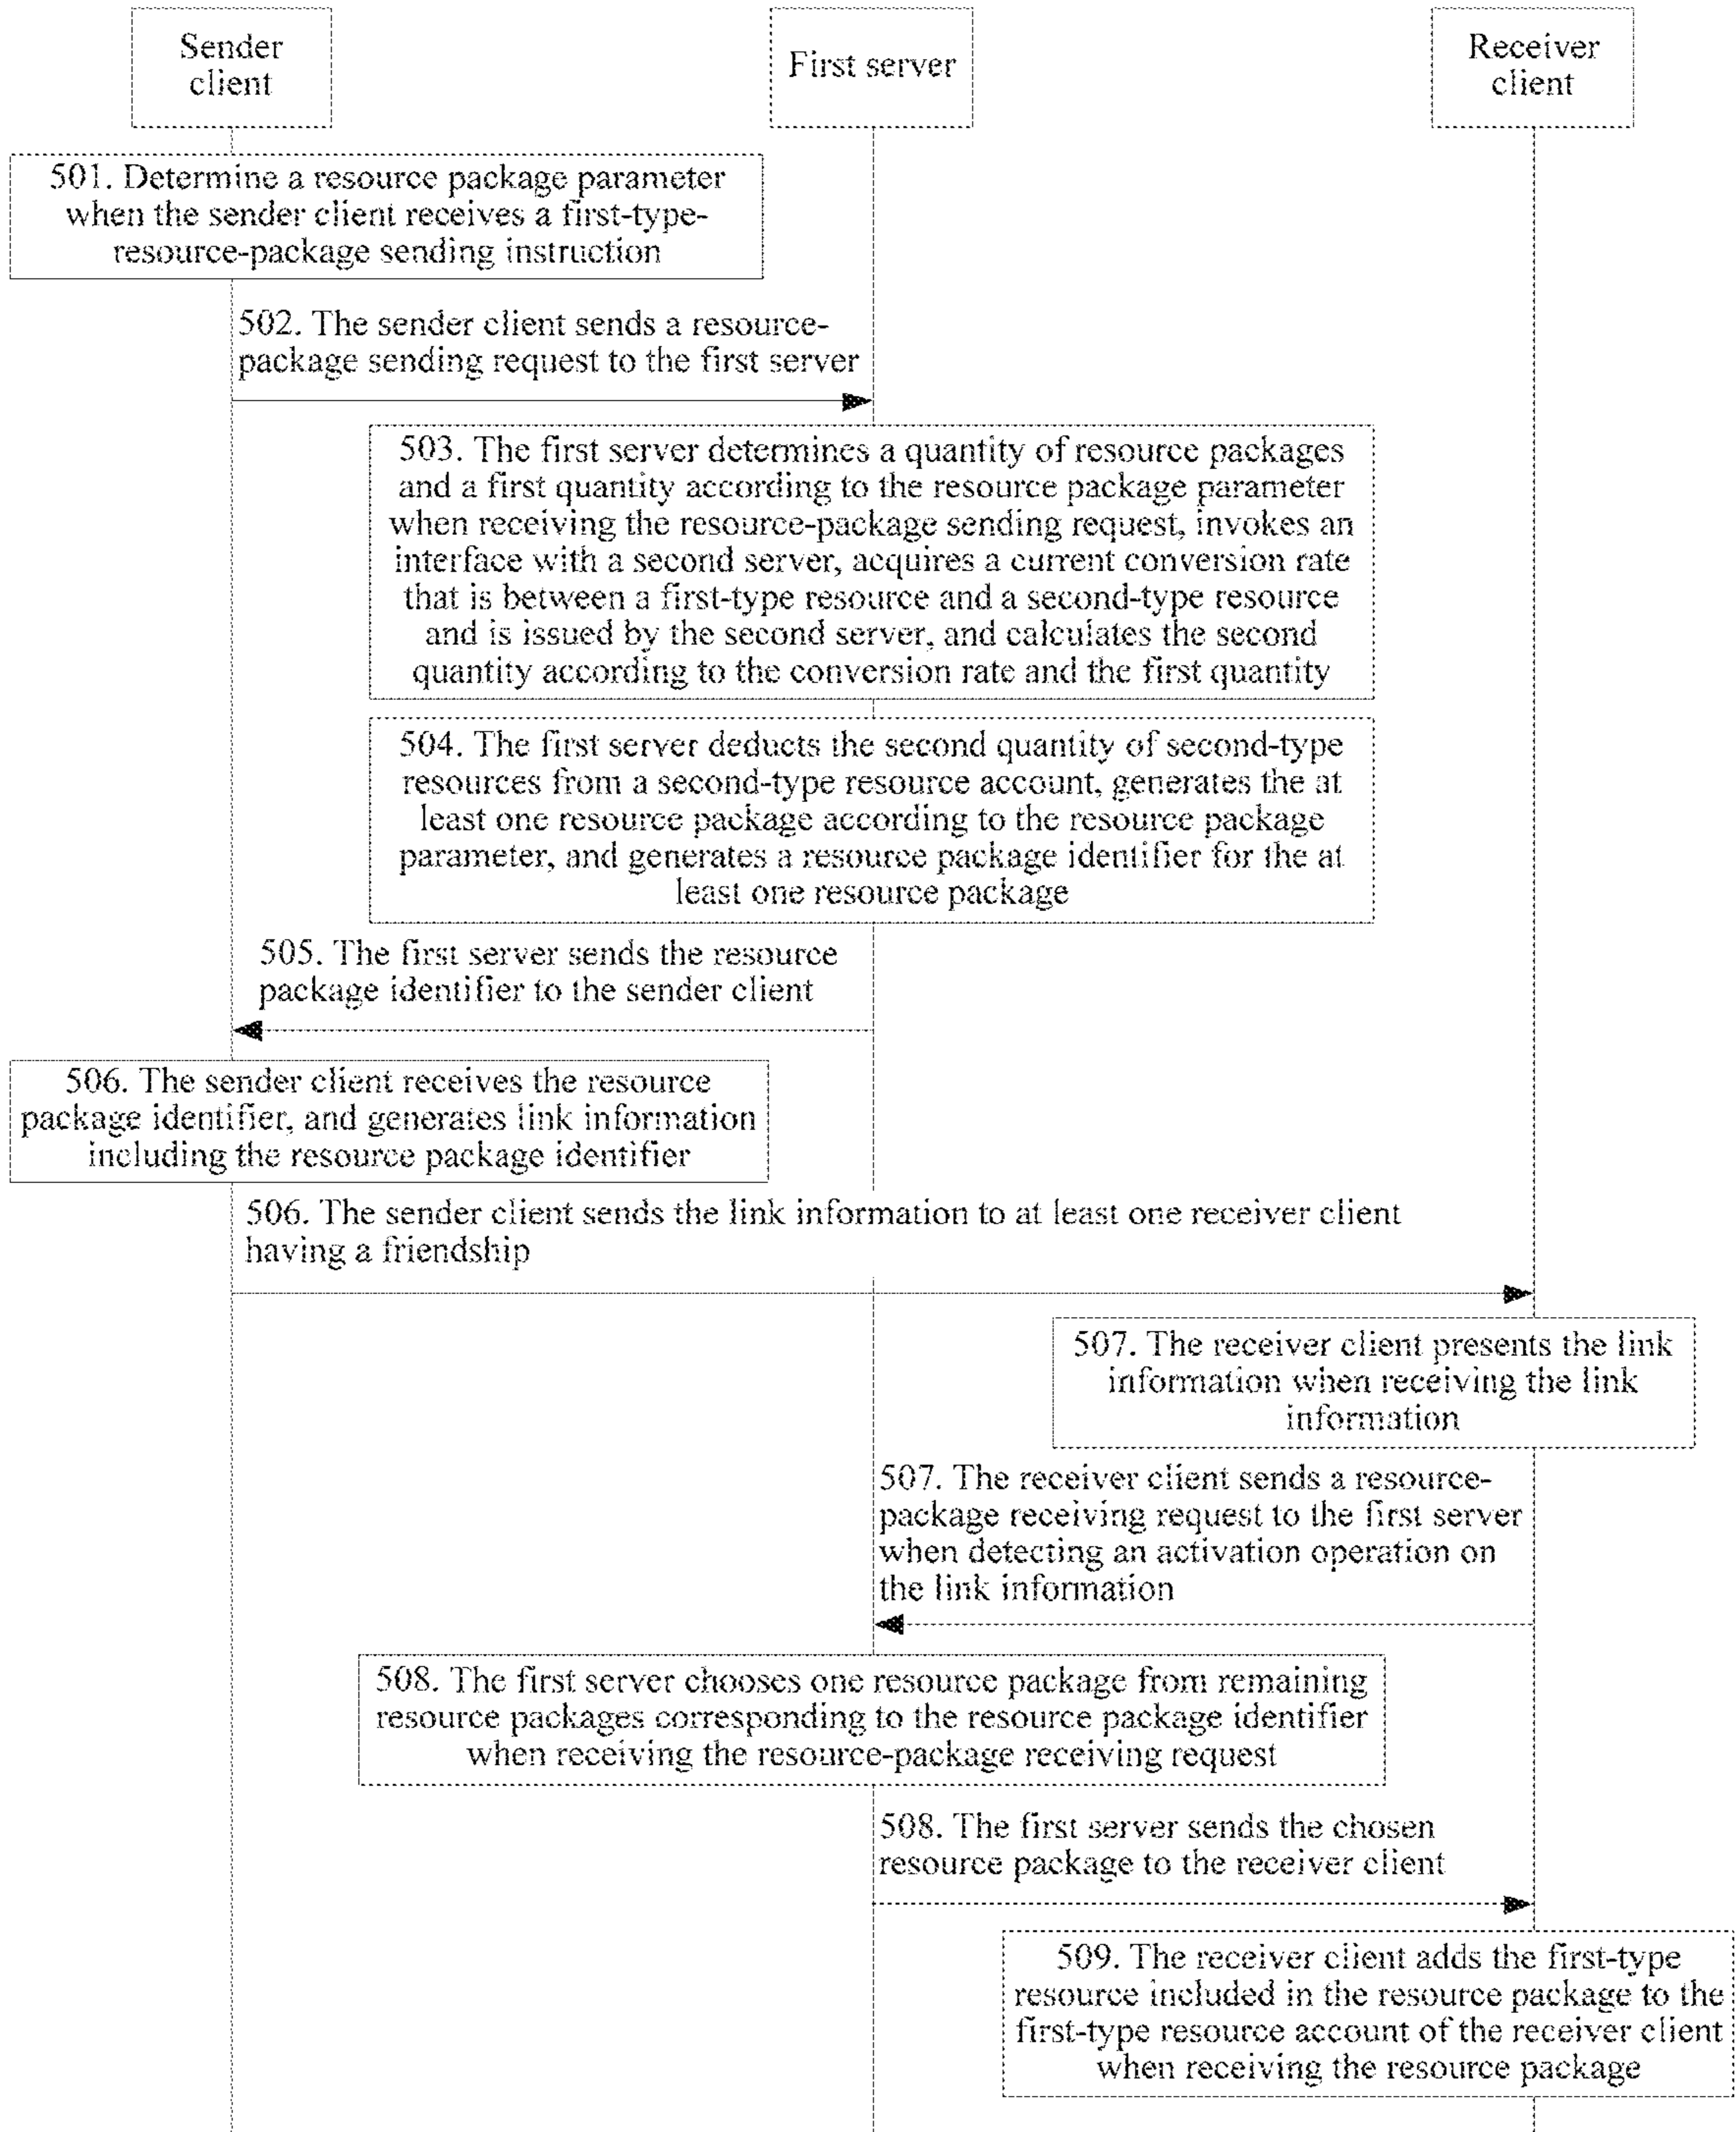 Sender
client
First server
Receiver
client
501. Determine a resource package parameter
when the sender client receives a first-type-
resource-package sending instruction
502. The sender client sends a resource-
package sending request to the first server
503. The first server determines a quantity of resource packages
and a first quantity according to the resource package parameter
when receiving the resource-package sending request, invokes an
interface with a second server, acquires a current conversion rate
that is between a first-type resource and a second-type resource
and is issued by the second server, and calculates the second
quantity according to the conversion rate and the first quantity
504. The first server deducts the second quantity of second-type
resources from a second-type resource account, generates the at
least one resource package according to the resource package
parameter, and generates a resource package identifier for the at
least one resource package
505. The first server sends the resource
package identifier to the sender client
506. The sender client receives the resource
package identifier, and generates link information
including the resource package identifier
506. The sender client sends the link information to at least one receiver client
having a friendship
507. The receiver client presents the link
information when receiving the link
information
507. The receiver client sends a resource-
package receiving request to the first server
when detecting an activation operation on
the link information
508. The first server chooses one resource package from remaining
resource packages corresponding to the resource package identifier
when receiving the resource-package receiving request
508. The first server sends the chosen
resource package to the receiver client
509. The receiver client adds the first-type
resource included in the resource package to the
first-type resource account of the receiver client
when receiving the resource package